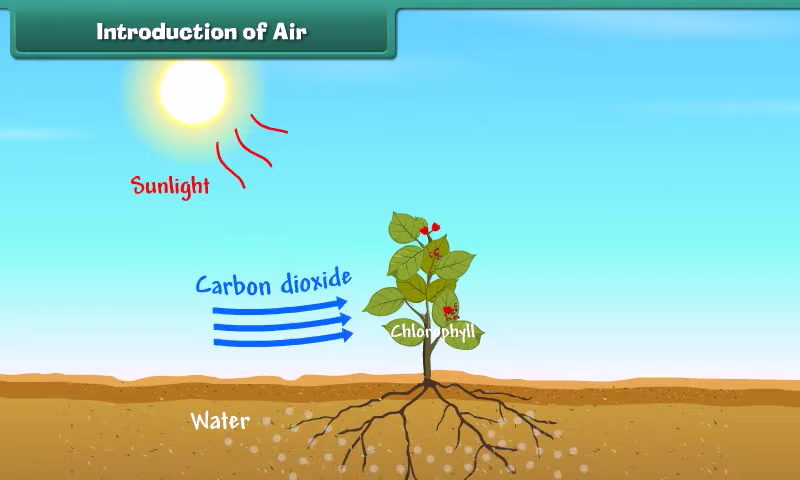 Introduction of Air
Sunlight
Carbon dioxide
Chlorophyll
Water